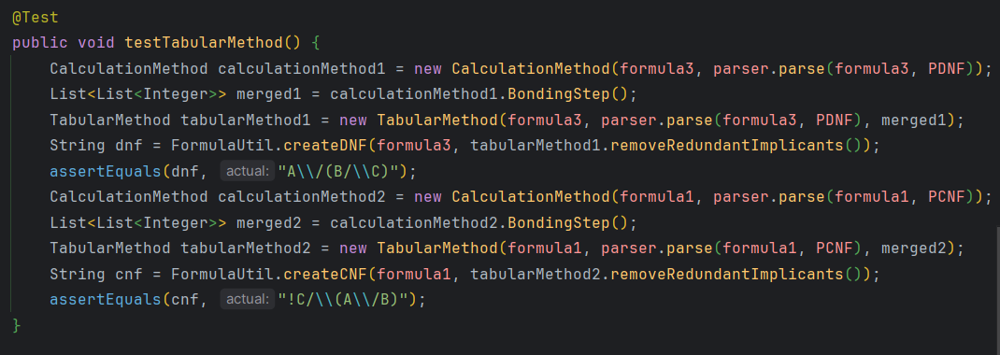 @Test
public void testTabularMethod() {
    CalculationMethod calculationMethod1 = new CalculationMethod(formula3, parser.parse(formula3, PDNF));
    List<List<Integer>> merged1 = calculationMethod1.BondingStep();
    TabularMethod tabularMethod1 = new TabularMethod(formula3, parser.parse(formula3, PDNF), merged1);
    String dnf = FormulaUtil.createDNF(formula3, tabularMethod1.removeRedundantImplicants());
    assertEquals(dnf, actual: "A\\/(B/\\C)");
    CalculationMethod calculationMethod2 = new CalculationMethod(formula1, parser.parse(formula1, PCNF));
    List<List<Integer>> merged2 = calculationMethod2.BondingStep();
    TabularMethod tabularMethod2 = new TabularMethod(formula1, parser.parse(formula1, PCNF), merged2);
    String cnf = FormulaUtil.createCNF(formula1, tabularMethod2.removeRedundantImplicants());
    assertEquals(cnf, actual: "!C/\\(A\\/B)");
}